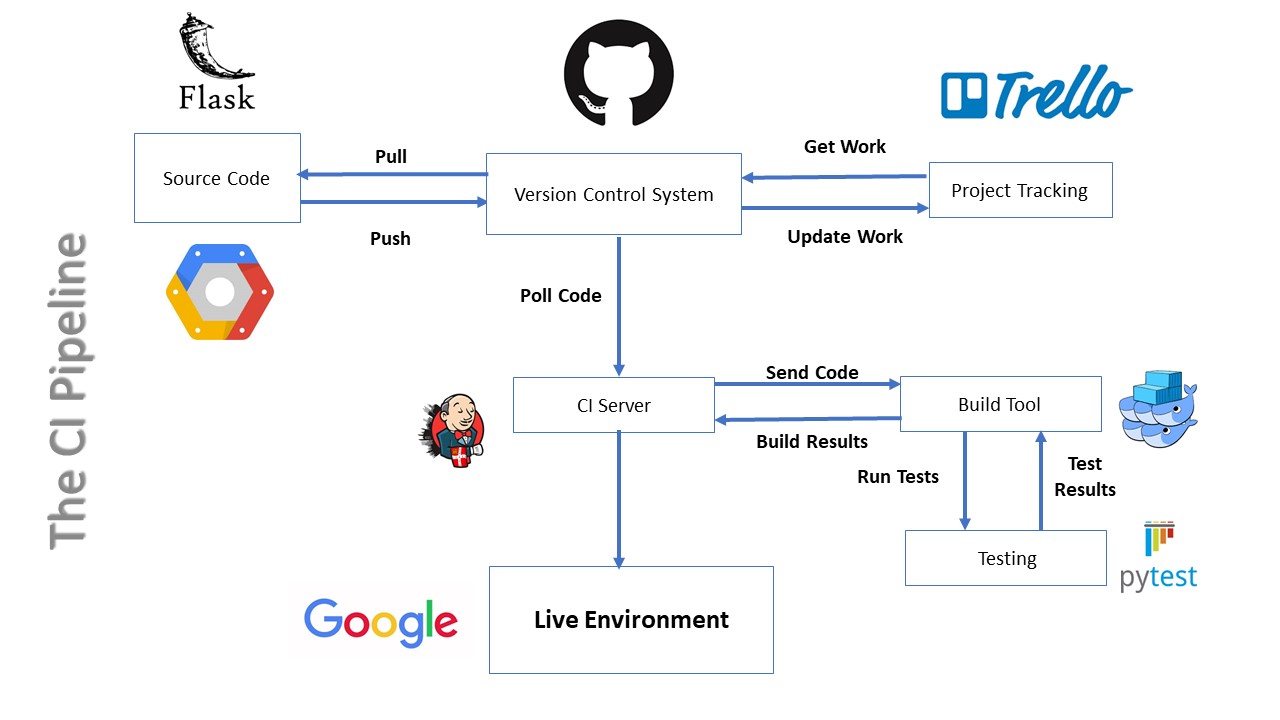 Flask
Trello
Source Code
Pull
Push
Version Control System
Get Work
Update Work
Project Tracking
The CI Pipeline
Poll Code
CI Server
Send Code
Build Results
Build Tool
Run Tests
Test
Results
Testing
pytest
Google
Live Environment